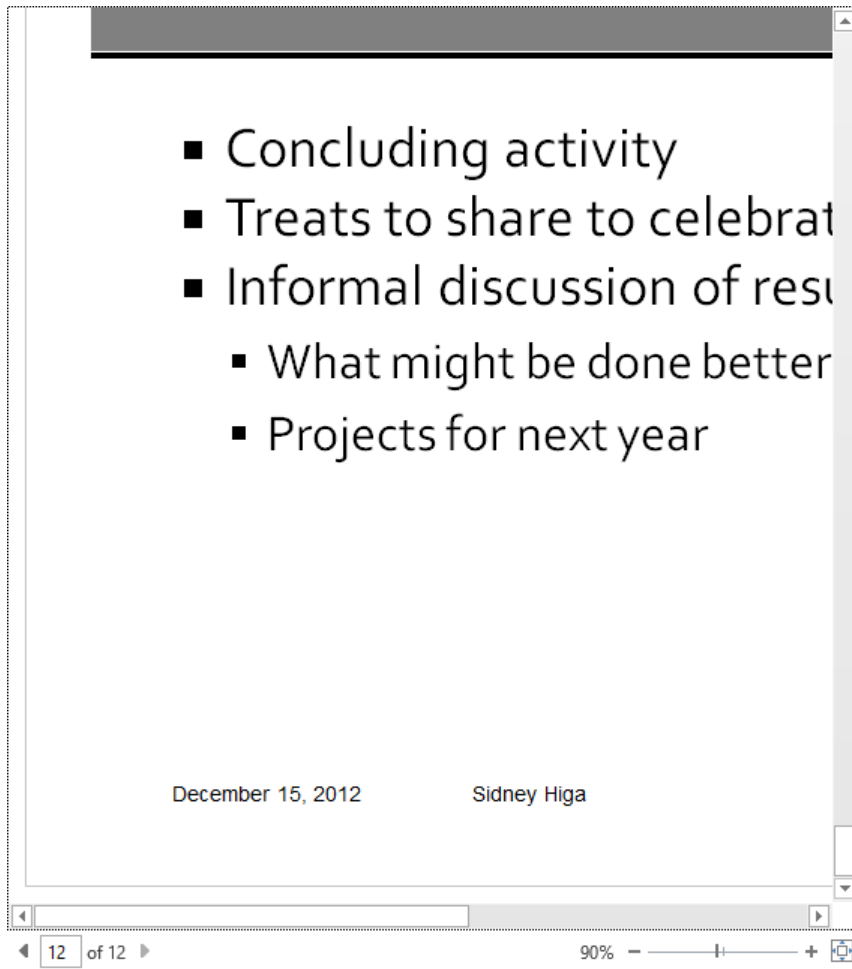 Concluding activity
Treats to share to celebrat
Informal discussion of resu
What might be done better
Projects for next year
December 15, 2012 Sidney Higa
12 of 12 90%